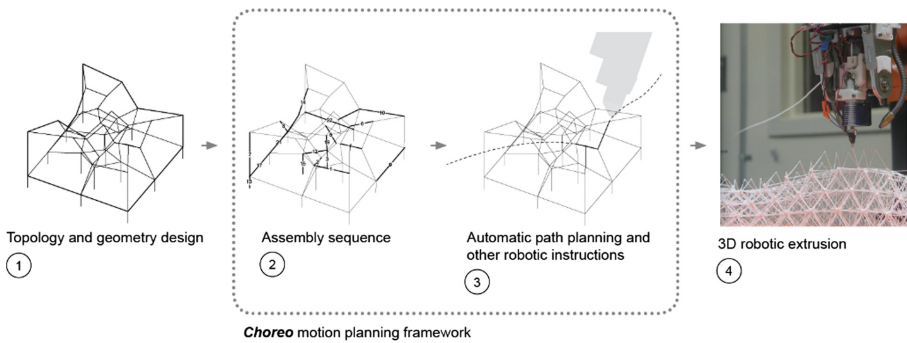 Topology and geometry design
1
Assembly sequence
2
Automatic path planning and
other robotic instructions
3
3D robotic extrusion
4
Choreo motion planning framework